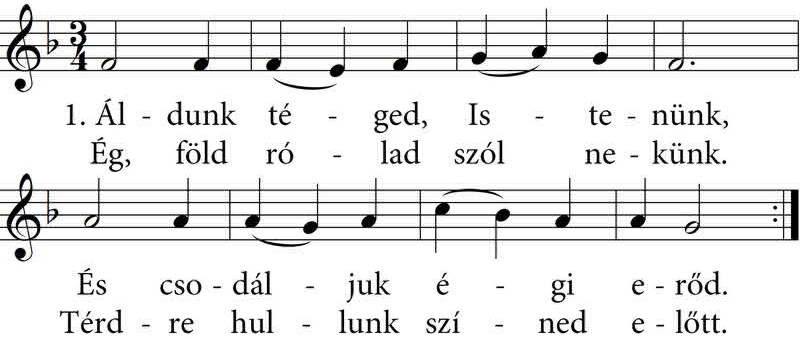 3
4
1. Ál - dunk té - ged, Is - te - nünk,
Ég, föld ró - lad szól ne - künk.
És cso - dál - juk é - gi e - rőd.
Térd - re hul - lunk szí - ned e - lőtt.